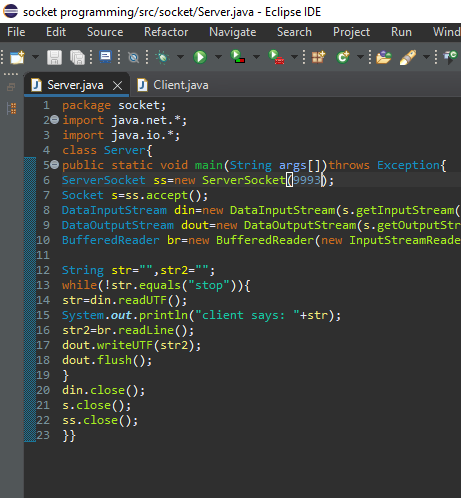 socket programming/src/socket/Server.java - Eclipse IDE
File Edit Source Refactor Navigate Search Project Run
Server.java Client.java
1 package socket;
2 import java.net.*;
3 import java.io.*;
4 class Server{
5 public static void main(String args[])throws Exception{
6 ServerSocket ss=new ServerSocket(9993);
7 Socket s=ss.accept();
8 DataInputStream din=new DataInputStream(s.getInputStream(
9 DataOutputStream dout=new DataOutputStream(s.getOutputStr
10 BufferedReader br=new BufferedReader(new InputStreamReade
11
12 String str="",str2="";
13 while(!str.equals("stop")){
14 str=din.readUTF();
15 System.out.println("client says: "+str);
16 str2=br.readLine();
17 dout.writeUTF(str2);
18 dout.flush();
19 }
20 din.close();
21 s.close();
22 ss.close();
23 }}